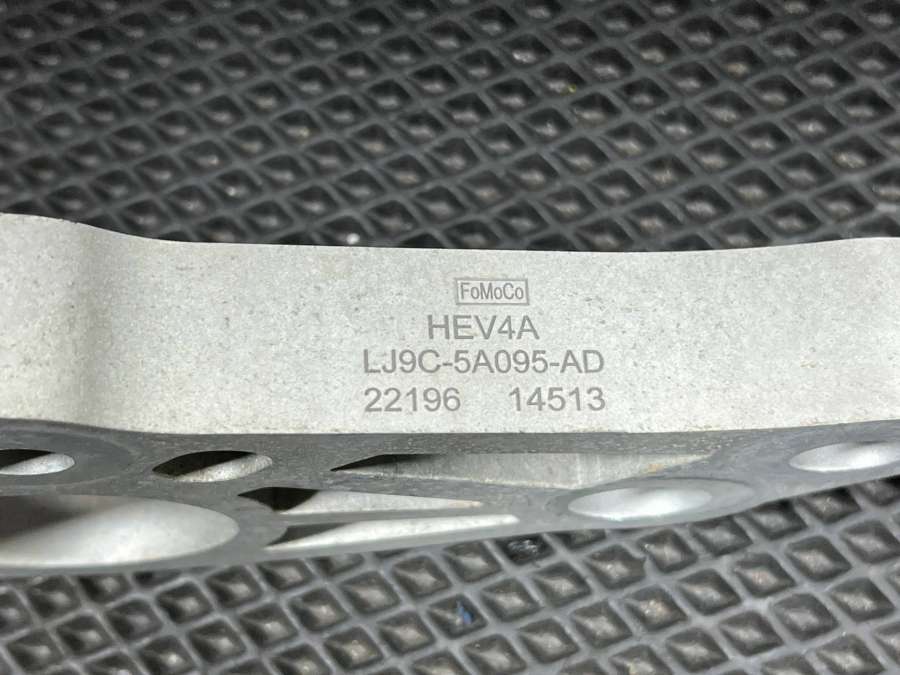 FoMoCo
HEV4A
LJ9C-5A095-AD
22196 14513